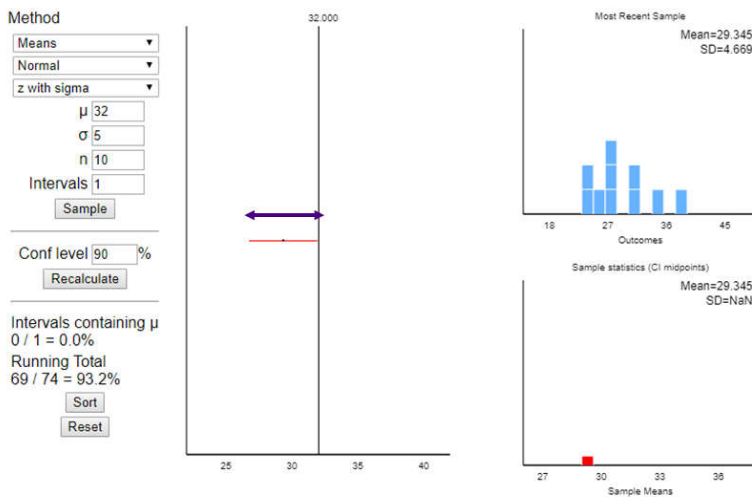 Method
Means
Normal
z with sigma
μ 32
σ 5
n 10
Intervals 1
Sample
Conf level 90 %
Recalculate
Intervals containing μ
0 / 1 = 0.0%
Running Total
69 / 74 = 93.2%
Sort
Reset
32.000
25 30 35 40
Most Recent Sample
Mean=29.345
SD=4.669
18 27 36 45
Outcomes
Sample statistics (CI midpoints)
Mean=29.345
SD=NaN
27 30 33 36
Sample Means